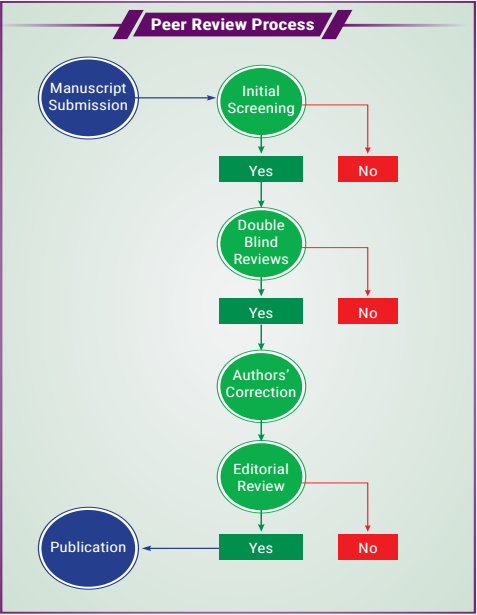 Peer Review Process
Manuscript
Submission
Initial
Screening
Yes
No
Double
Blind
Reviews
Yes
No
Authors'
Correction
Editorial
Review
Publication
Yes
No